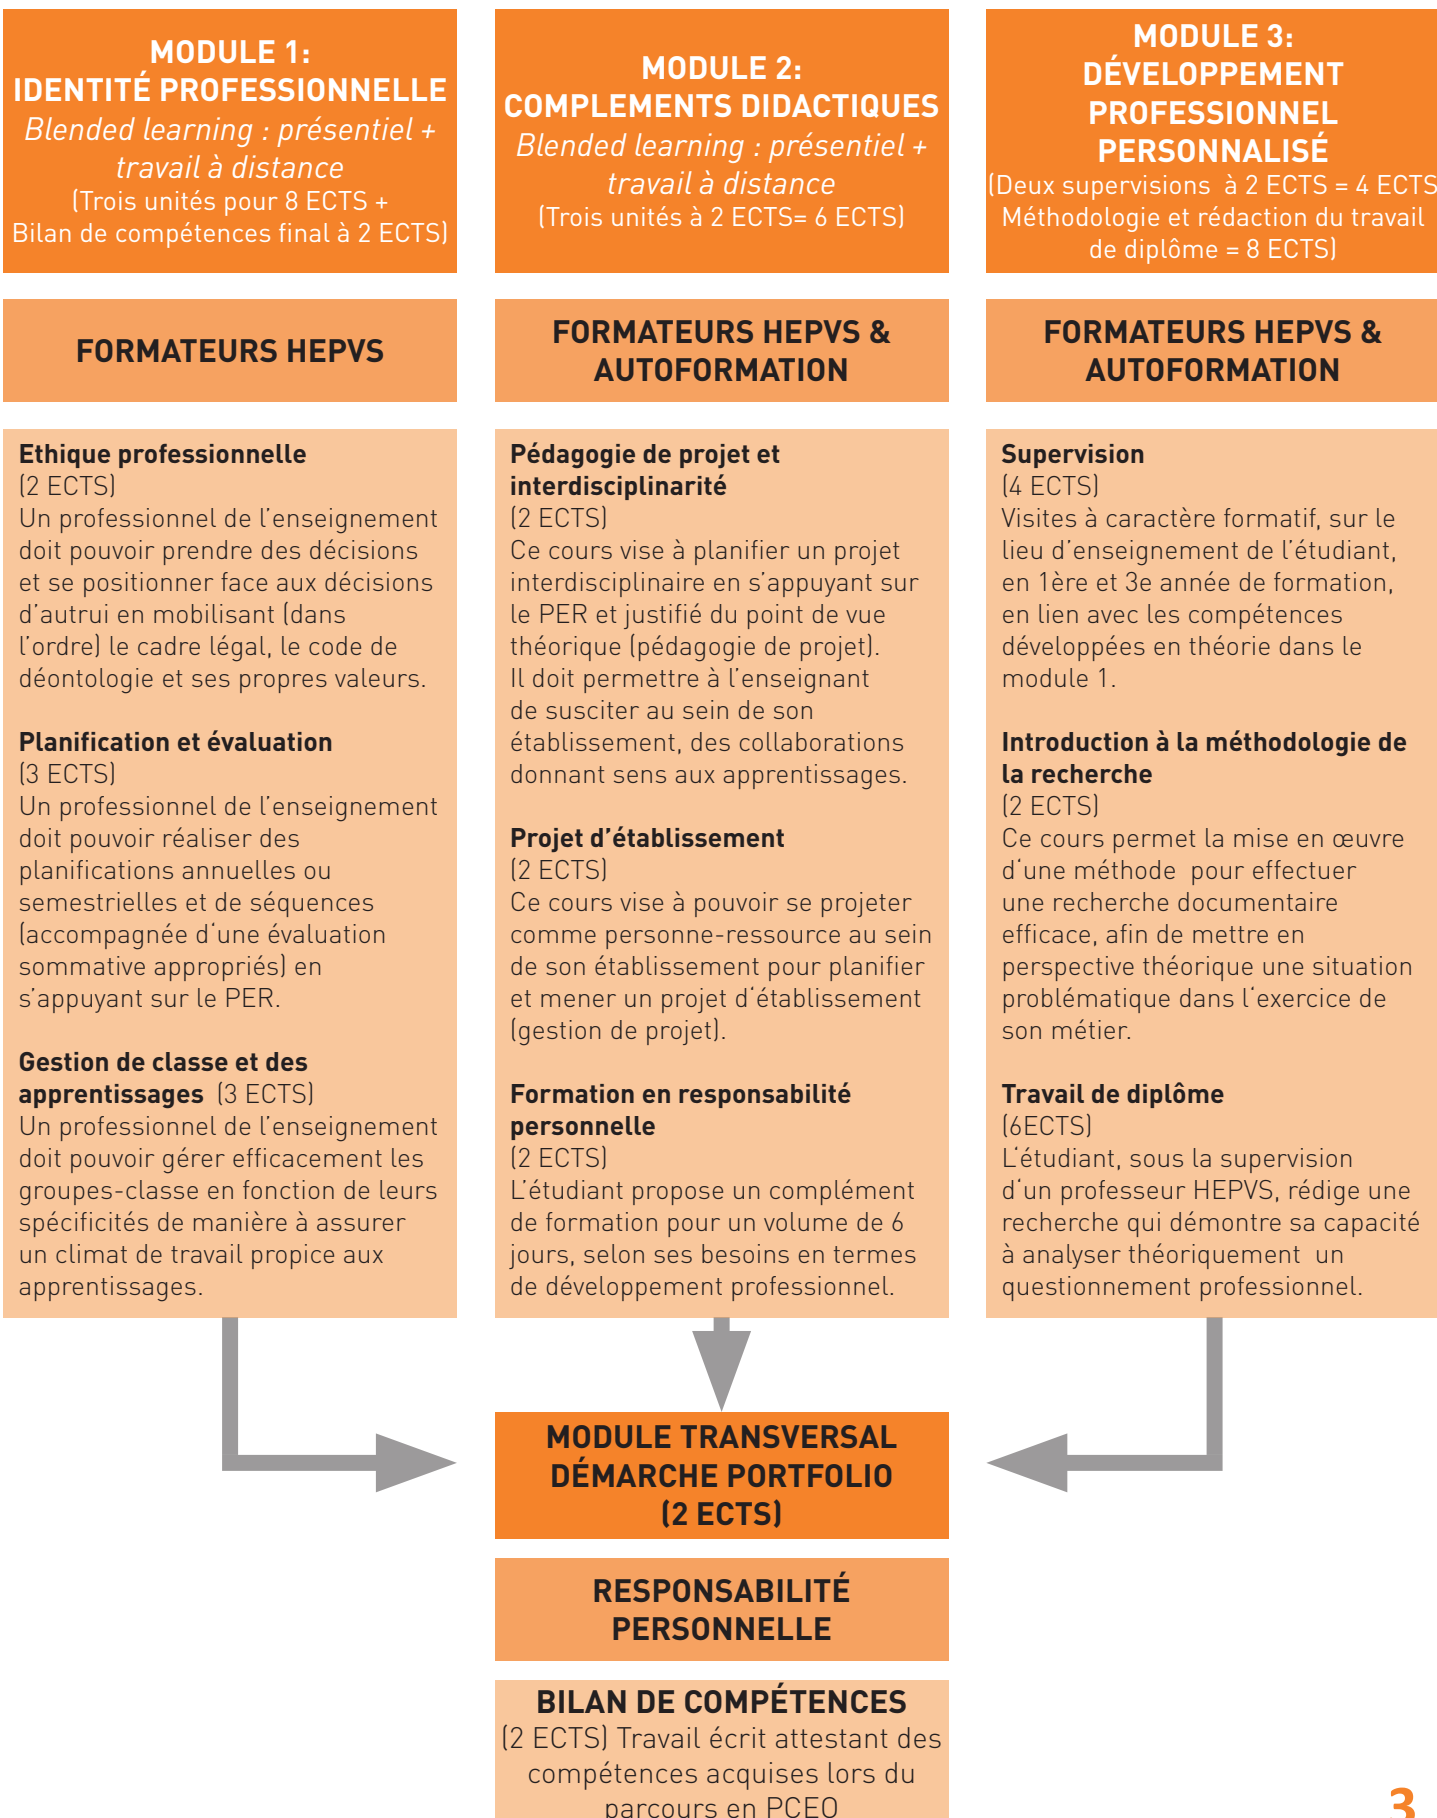 MODULE 1:
IDENTITÉ PROFESSIONNELLE
Blended learning : présentiel +
travail à distance
(Trois unités pour 8 ECTS +
Bilan de compétences final à 2 ECTS)
FORMATEURS HEPVS
Ethique professionnelle
(2 ECTS)
Un professionnel de l’enseignement
doit pouvoir prendre des décisions
et se positionner face aux décisions
d’autrui en mobilisant (dans
l’ordre) le cadre légal, le code de
déontologie et ses propres valeurs.
Planification et évaluation
(3 ECTS)
Un professionnel de l’enseignement
doit pouvoir réaliser des
planifications annuelles ou
semestrielles et de séquences
(accompagnée d‘une évaluation
sommative appropriés) en
s’appuyant sur le PER.
Gestion de classe et des
apprentissages (3 ECTS)
Un professionnel de l’enseignement
doit pouvoir gérer efficacement les
groupes-classe en fonction de leurs
spécificités de manière à assurer
un climat de travail propice aux
apprentissages.
MODULE 2:
COMPLEMENTS DIDACTIQUES
Blended learning : présentiel +
travail à distance
(Trois unités à 2 ECTS= 6 ECTS)
FORMATEURS HEPVS &
AUTOFORMATION
Pédagogie de projet et
interdisciplinarité
(2 ECTS)
Ce cours vise à planifier un projet
interdisciplinaire en s’appuyant sur
le PER et justifié du point de vue
théorique (pédagogie de projet).
Il doit permettre à l’enseignant
de susciter au sein de son
établissement, des collaborations
donnant sens aux apprentissages.
Projet d’établissement
(2 ECTS)
Ce cours vise à pouvoir se projeter
comme personne-ressource au sein
de son établissement pour planifier
et mener un projet d‘établissement
(gestion de projet).
Formation en responsabilité
personnelle
(2 ECTS)
L’étudiant propose un complément
de formation pour un volume de 6
jours, selon ses besoins en termes
de développement professionnel.
MODULE 3:
DÉVELOPPEMENT
PROFESSIONNEL
PERSONNALISÉ
(Deux supervisions à 2 ECTS = 4 ECTS
Méthodologie et rédaction du travail
de diplôme = 8 ECTS)
FORMATEURS HEPVS &
AUTOFORMATION
Supervision
(4 ECTS)
Visites à caractère formatif, sur le
lieu d’enseignement de l’étudiant,
en 1ère et 3e année de formation,
en lien avec les compétences
développées en théorie dans le
module 1.
Introduction à la méthodologie de
la recherche
(2 ECTS)
Ce cours permet la mise en œuvre
d‘une méthode pour effectuer
une recherche documentaire
efficace, afin de mettre en
perspective théorique une situation
problématique dans l‘exercice de
son métier.
Travail de diplôme
(6ECTS)
L‘étudiant, sous la supervision
d‘un professeur HEPVS, rédige une
recherche qui démontre sa capacité
à analyser théoriquement un
questionnement professionnel.
MODULE TRANSVERSAL
DÉMARCHE PORTFOLIO
(2 ECTS)
RESPONSABILITÉ
PERSONNELLE
BILAN DE COMPÉTENCES
(2 ECTS) Travail écrit attestant des
compétences acquises lors du
parcours en PCEO
3